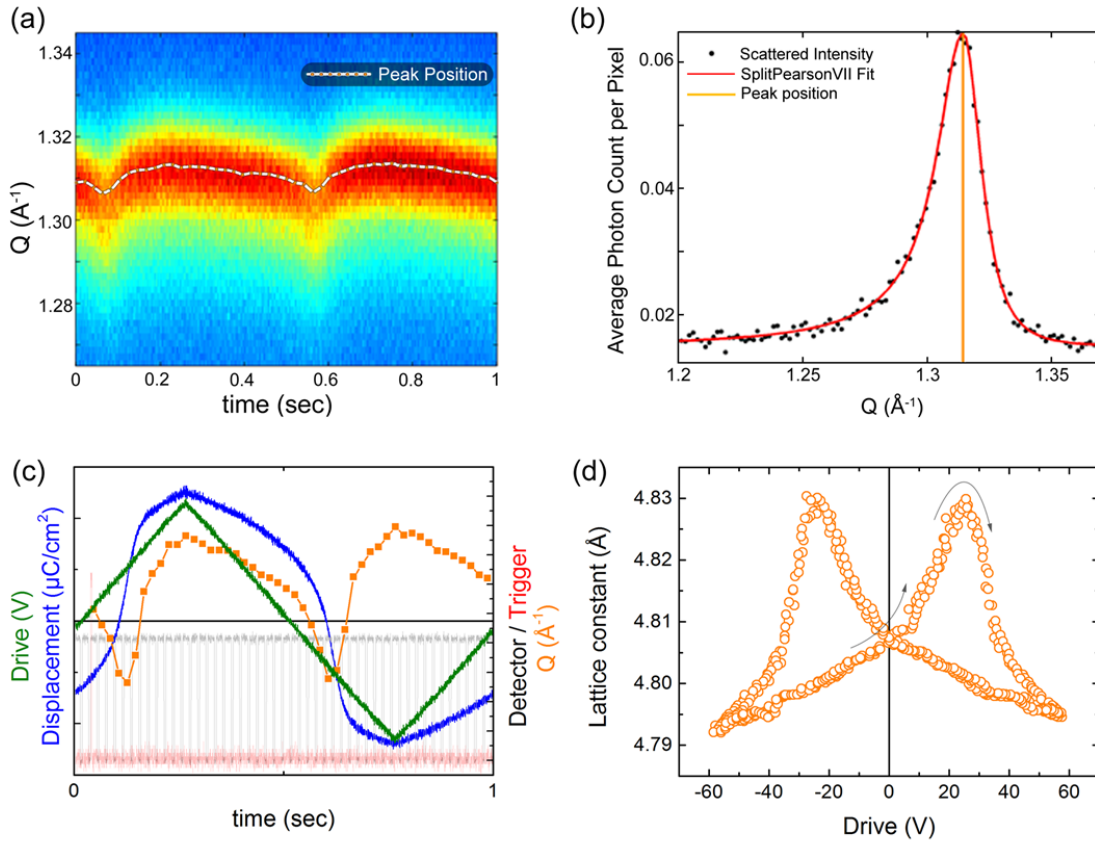 (a)
1.34
1.32
1.30
1.28
Q (A⁻¹)
Peak Position
0
0.2
0.4
0.6
0.8
1
time (sec)
(b)
0.06
0.04
0.02
Average Photon Count per Pixel
Scattered Intensity
SplitPearsonVII Fit
Peak position
1.2
1.25
1.3
1.35
Q (Å⁻¹)
(c)
Drive (V)
Displacement (µC/cm²)
Detector / Trigger
Q (Å⁻¹)
0
1
time (sec)
(d)
4.83
4.82
4.81
4.80
4.79
Lattice constant (Å)
-60
-40
-20
0
20
40
60
Drive (V)